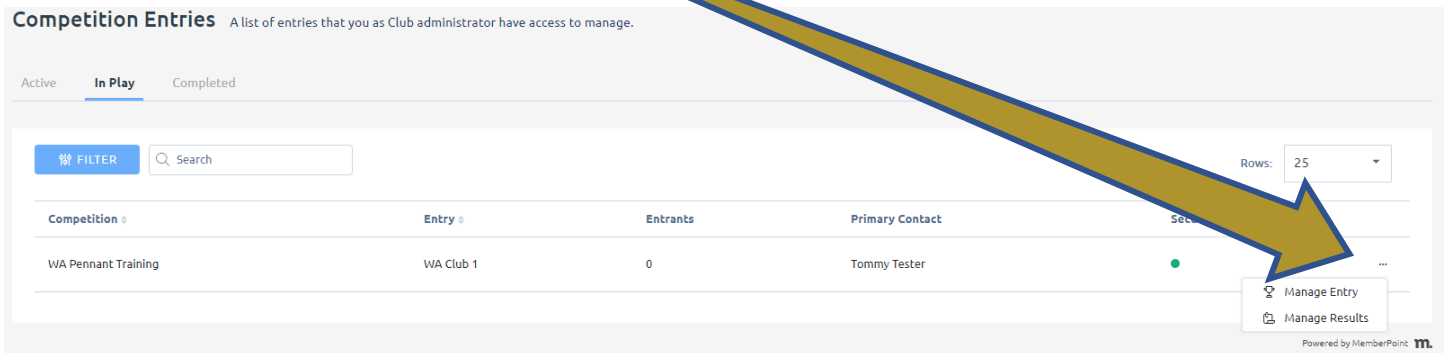 Competition Entries A list of entries that you as Club administrator have access to manage.
Active In Play Completed
FILTER Search Rows: 25
Competition Entry Entrants Primary Contact
WA Pennant Training WA Club 1 0 Tommy Tester ...
Manage Entry
Manage Results
Powered by MemberPoint m.